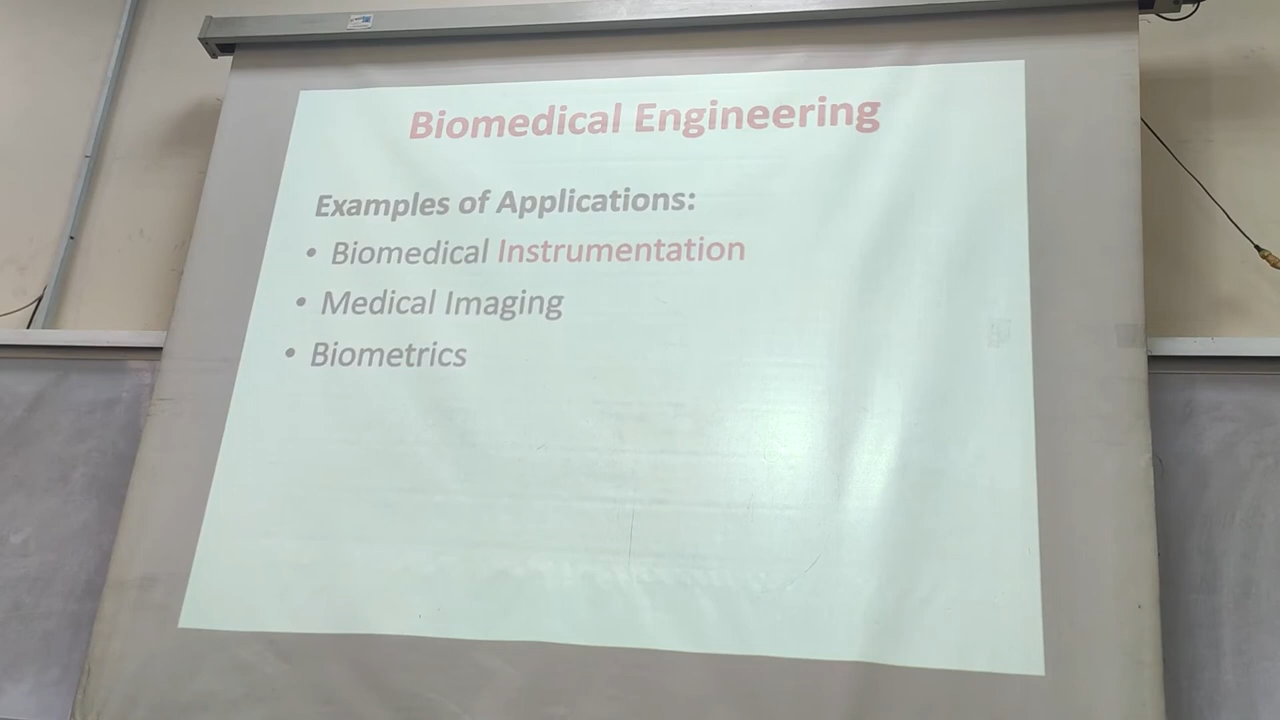 Biomedical Engineering
Examples of Applications:
• Biomedical Instrumentation
• Medical Imaging
• Biometrics